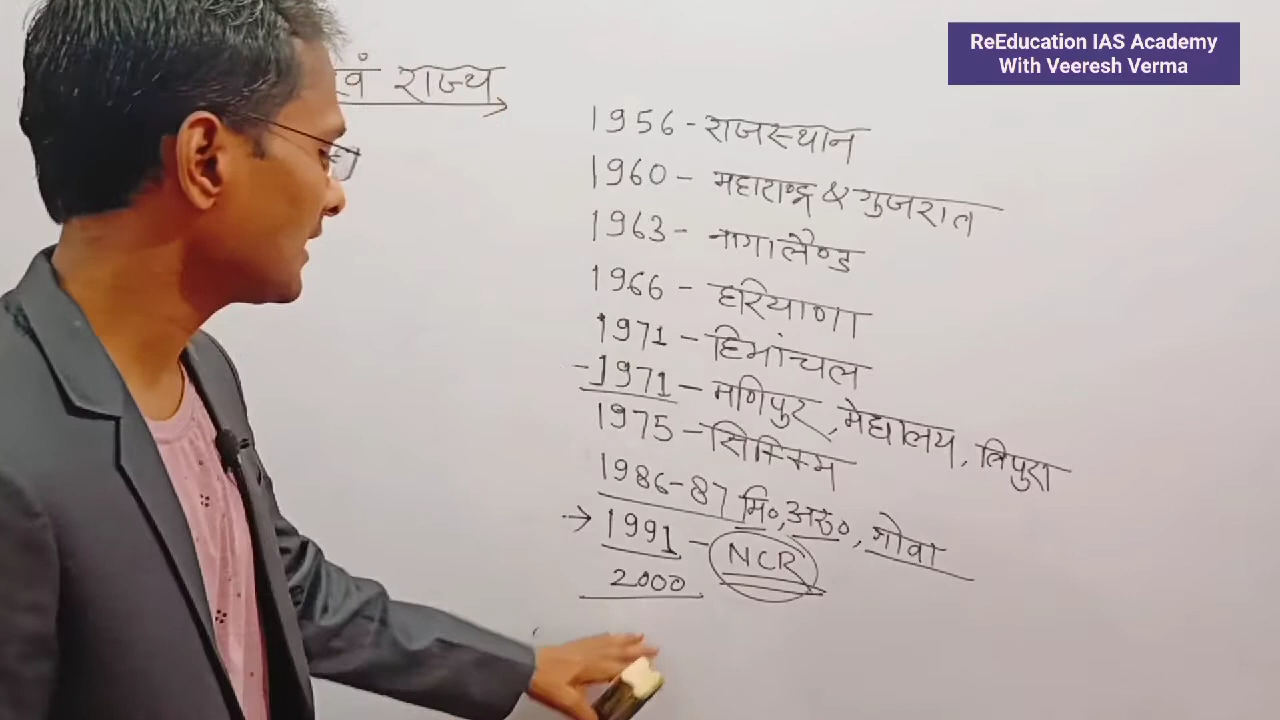 ReEducation IAS Academy
With Veeresh Verma
वं राज्य
1956 - राजस्थान
1960 - महाराष्ट्र & गुजरात
1963 - नागालैण्ड
1966 - हरियाणा
1971 - हिमांचल
- 1971 - मणिपुर, मेघालय, त्रिपुरा
1975 - सिक्किम
1986-87 मि०, अरु०, गोवा
→ 1991 - NCR
2000